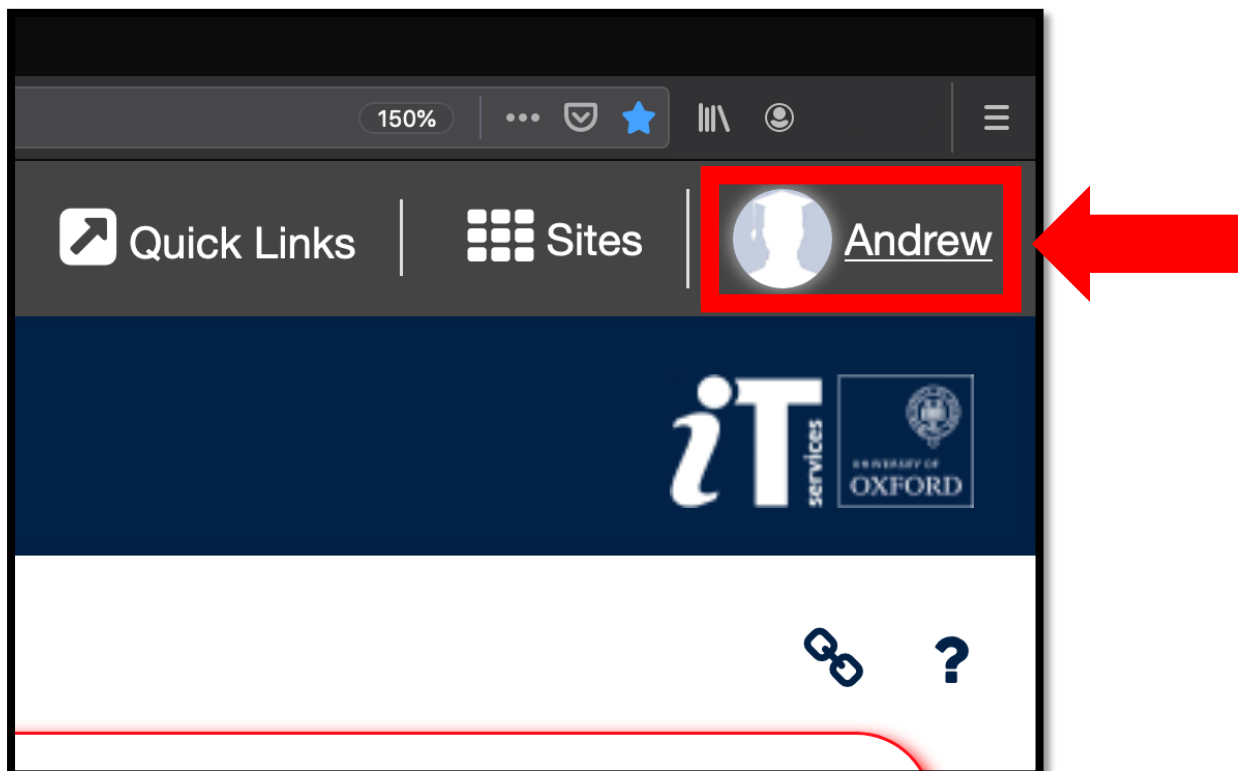 150%
Quick Links
Sites
Andrew
iT
services
UNIVERSITY OF
OXFORD
?